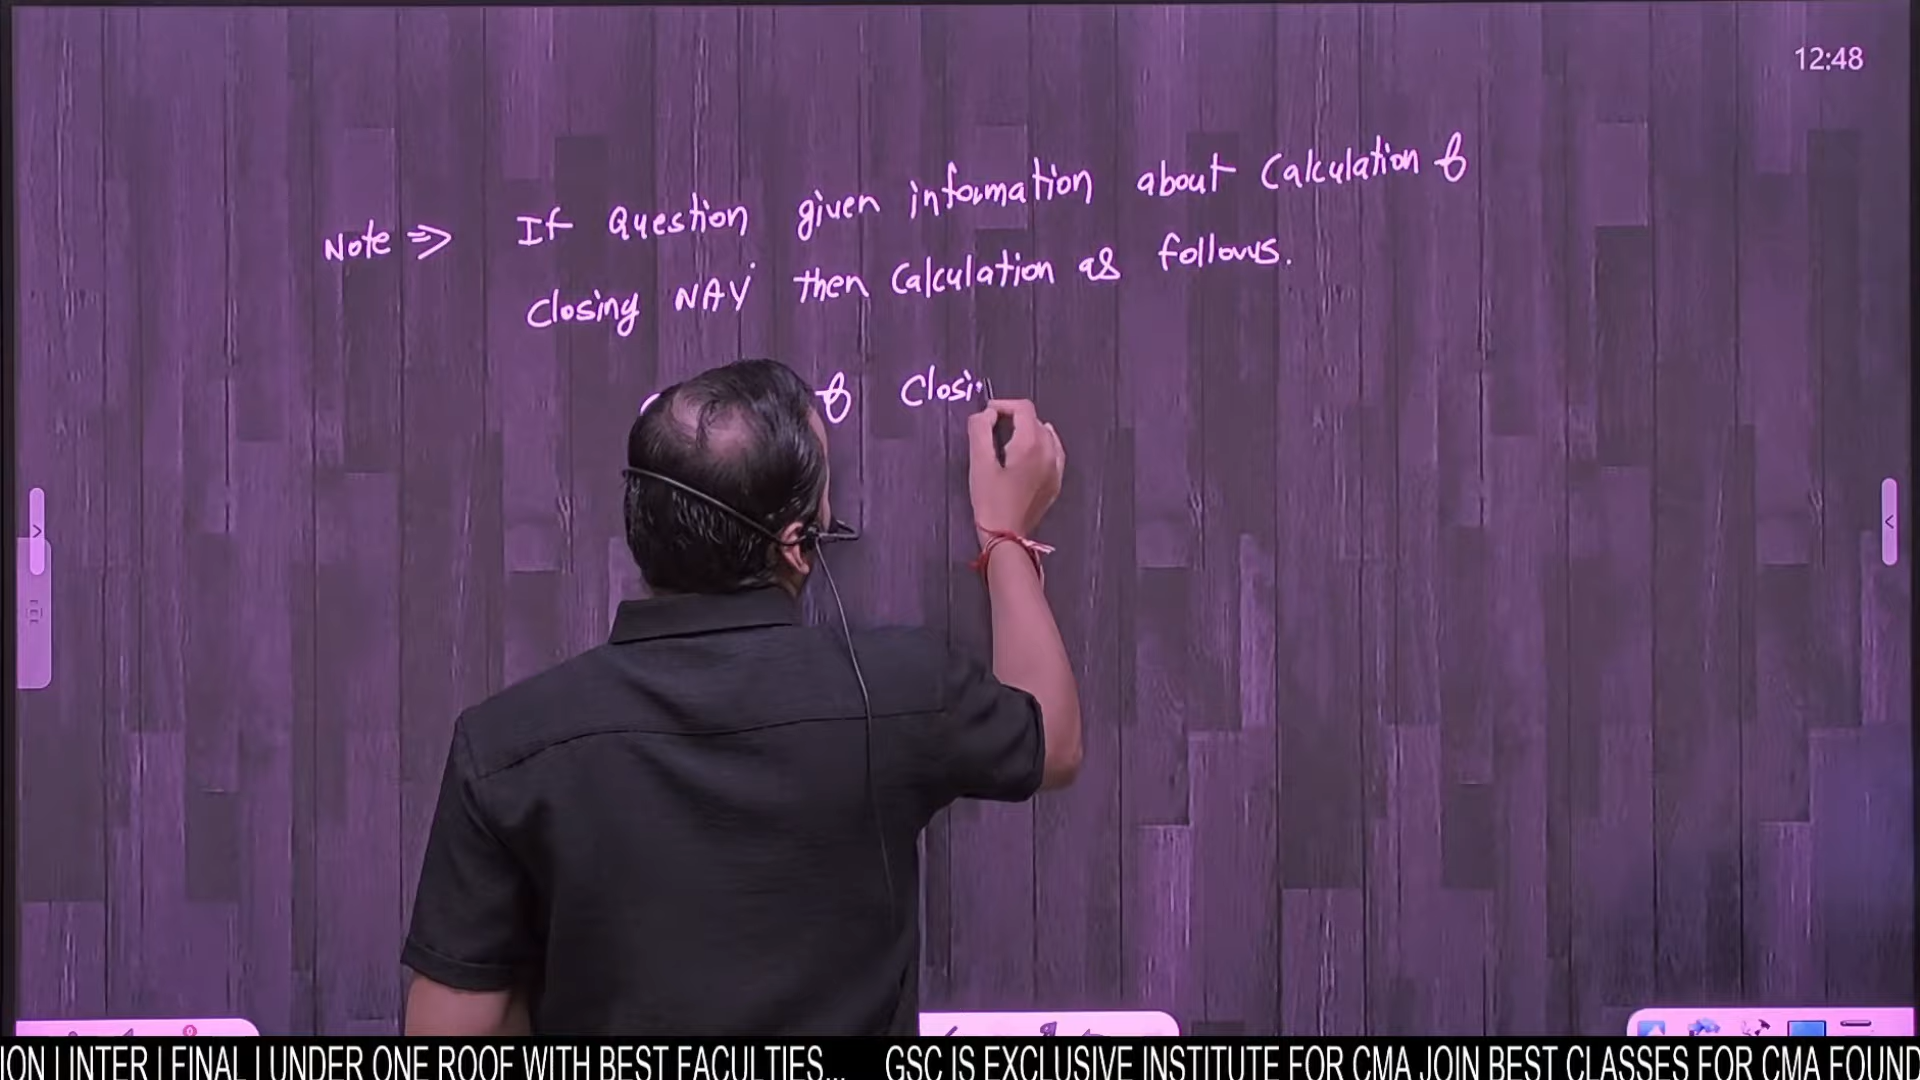 12:48
Note => If Question given information about Calculation of
Closing NAV then Calculation as follows.
of Closi
ION | INTER | FINAL | UNDER ONE ROOF WITH BEST FACULTIES... GSC IS EXCLUSIVE INSTITUTE FOR CMA JOIN BEST CLASSES FOR CMA FOUND